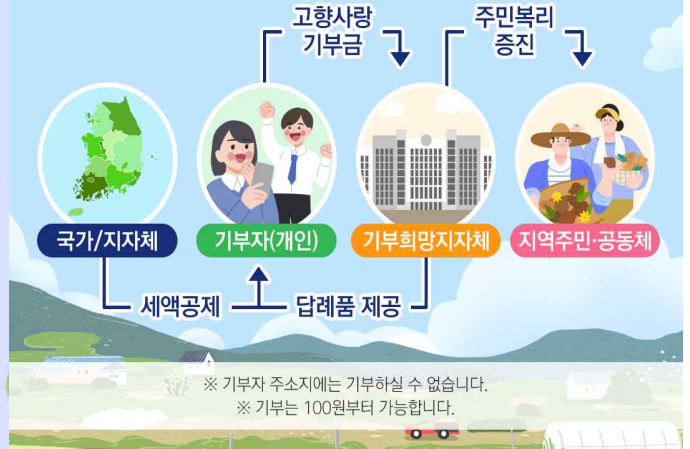 고향사랑
기부금
주민복리
증진
국가/지자체
기부자(개인)
기부희망지자체
지역주민·공동체
세액공제
답례품 제공
※ 기부자 주소지에는 기부하실 수 없습니다.
※ 기부는 100원부터 가능합니다.